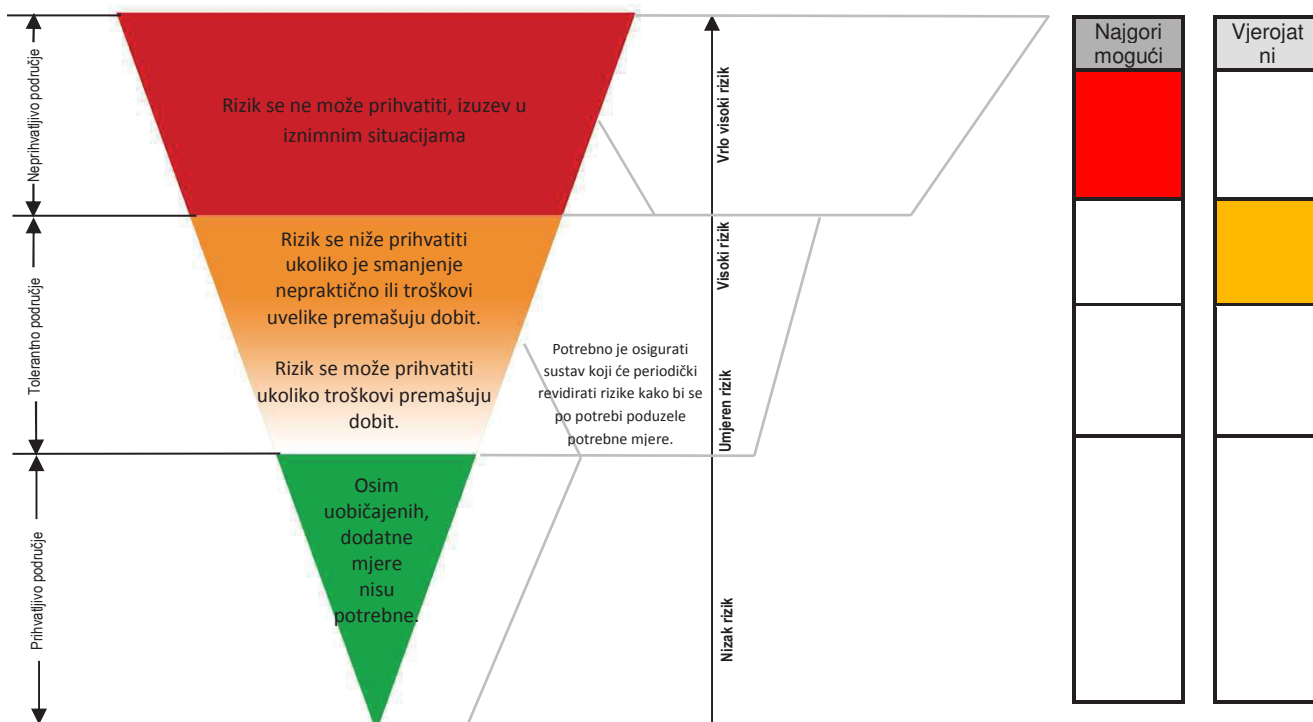 Neprihvatljivo područje
Tolerantno područje
Prihvatljivo područje
Rizik se ne može prihvatiti, izuzev u
iznimnim situacijama
Rizik se niže prihvatiti
ukoliko je smanjenje
nepraktično ili troškovi
uvelike premašuju dobit.
Rizik se može prihvatiti
ukoliko troškovi premašuju
dobit.
Osim
uobičajenih,
dodatne
mjere
nisu
potrebne.
Potrebno je osigurati
sustav koji će periodički
revidirati rizike kako bi se
po potrebi poduzele
potrebne mjere.
Vrlo visoki rizik
Visoki rizik
Umjeren rizik
Nizak rizik
Najgori
mogući
Vjerojat
ni